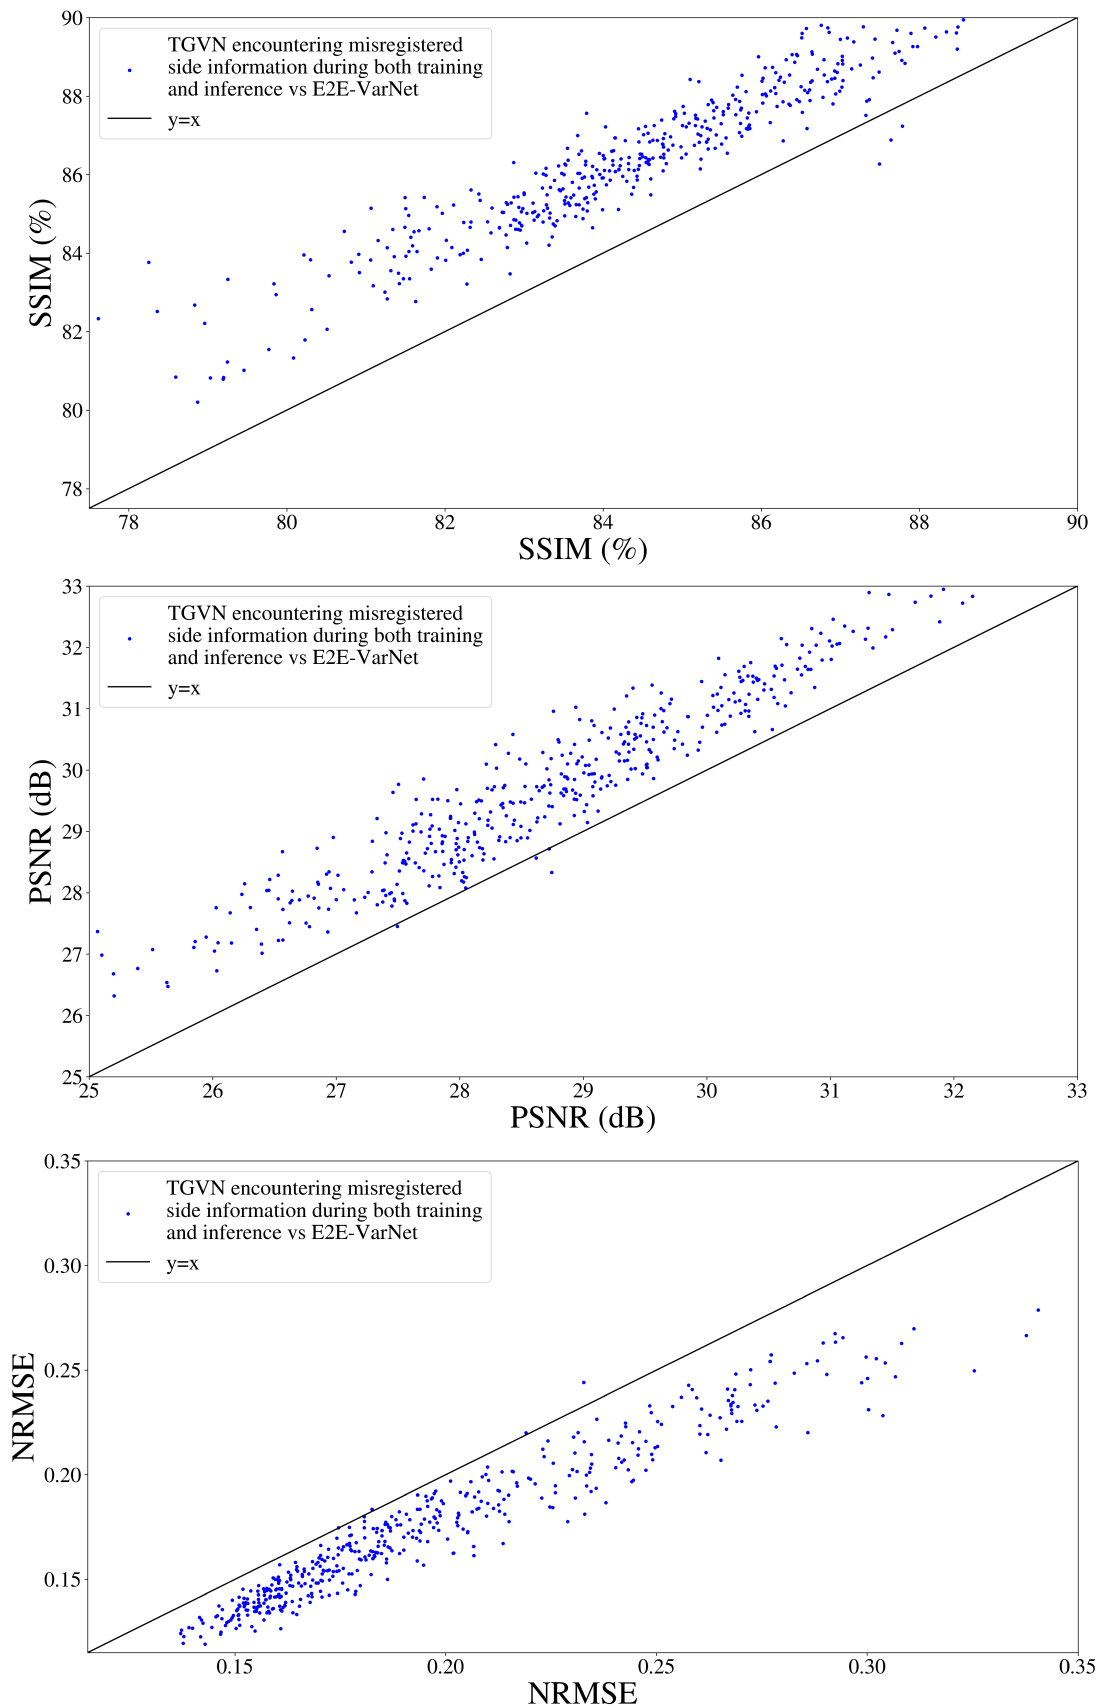 90
88
86
84
82
80
78
SSIM (%)
TGVN encountering misregistered
side information during both training
and inference vs E2E-VarNet
y=x
78
80
82
84
86
88
90
SSIM (%)
33
32
31
30
29
28
27
26
25
PSNR (dB)
TGVN encountering misregistered
side information during both training
and inference vs E2E-VarNet
y=x
25
26
27
28
29
30
31
32
33
PSNR (dB)
0.35
0.30
0.25
0.20
0.15
NRMSE
TGVN encountering misregistered
side information during both training
and inference vs E2E-VarNet
y=x
0.15
0.20
0.25
0.30
0.35
NRMSE